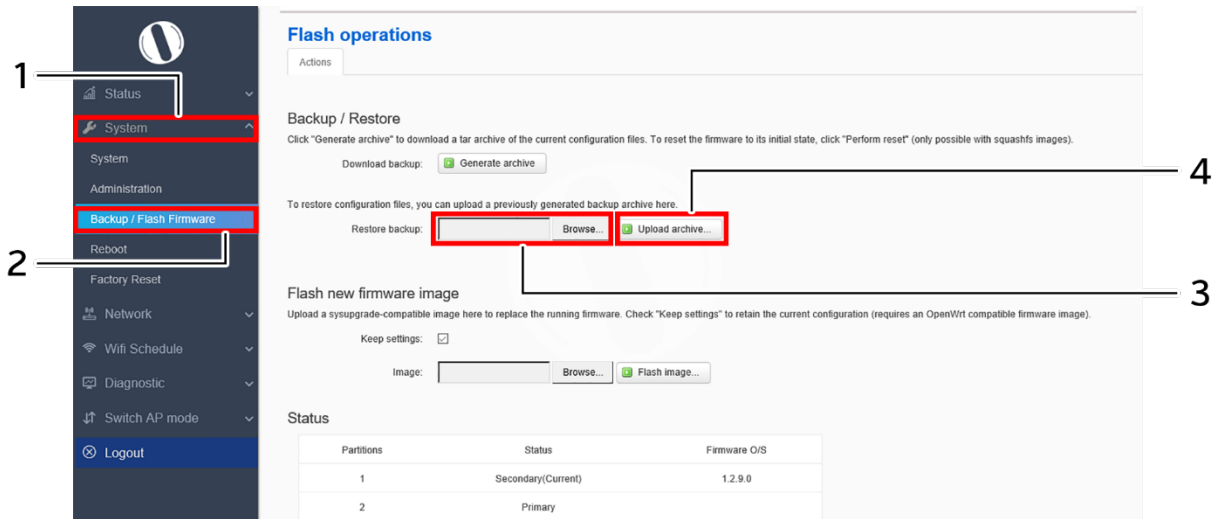 1
2
3
4
Status
System
System
Administration
Backup / Flash Firmware
Reboot
Factory Reset
Network
Wifi Schedule
Diagnostic
Switch AP mode
Logout
Flash operations
Actions
Backup / Restore
Click "Generate archive" to download a tar archive of the current configuration files. To reset the firmware to its initial state, click "Perform reset" (only possible with squashfs images).
Download backup: Generate archive
To restore configuration files, you can upload a previously generated backup archive here.
Restore backup: Browse... Upload archive...
Flash new firmware image
Upload a sysupgrade-compatible image here to replace the running firmware. Check "Keep settings" to retain the current configuration (requires an OpenWrt compatible firmware image).
Keep settings:
Image: Browse... Flash image...
Status
Partitions Status Firmware O/S
1 Secondary(Current) 1.2.9.0
2 Primary